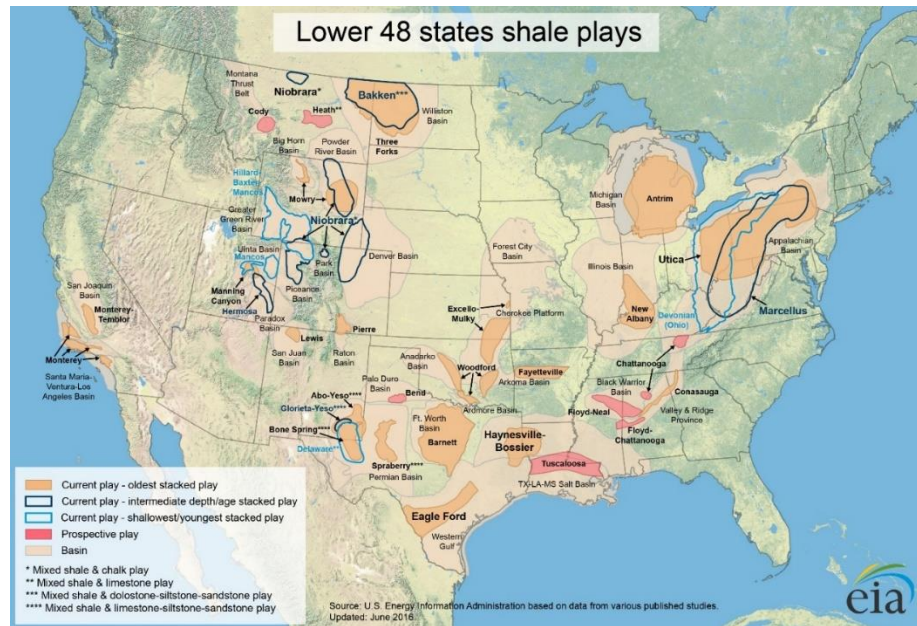 Lower 48 states shale plays
Montana
Thrust
Belt
Niobrara*
Bakken***
Williston
Basin
Cody
Heath**
Big Horn
Basin
Powder
River Basin
Three
Forks
Hilliard-
Baxter-
Mancos
Mowry
Greater
Green River
Basin
Niobrara*
Michigan
Basin
Antrim
Uinta Basin
Mancos
Park
Basin
Denver Basin
Forest City
Basin
Illinois Basin
Utica
Appalachian
Basin
San Joaquin
Basin
Manning
Canyon
Hermosa
Piceance
Basin
Monterey-
Temblor
Paradox
Basin
Excello-
Mulky
Cherokee Platform
New
Albany
Devonian
(Ohio)
Marcellus
Lewis
Pierre
Monterey
San Juan
Basin
Raton
Basin
Anadarko
Basin
Woodford
Fayetteville
Arkoma Basin
Chattanooga
Santa Maria-
Ventura-Los
Angeles Basin
Palo Duro
Basin
Bend
Black Warrior
Basin
Conasauga
Abo-Yeso****
Glorieta-Yeso****
Ardmore Basin
Floyd-Neal
Valley & Ridge
Province
Bone Spring****
Ft. Worth
Basin
Barnett
Haynesville-
Bossier
Floyd-
Chattanooga
Delaware**
Spraberry****
Permian Basin
Tuscaloosa
TX-LA-MS Salt Basin
Eagle Ford
Western
Gulf
Current play - oldest stacked play
Current play - intermediate depth/age stacked play
Current play - shallowest/youngest stacked play
Prospective play
Basin
* Mixed shale & chalk play
** Mixed shale & limestone play
*** Mixed shale & dolostone-siltstone-sandstone play
**** Mixed shale & limestone-siltstone-sandstone play
Source: U.S. Energy Information Administration based on data from various published studies.
Updated: June 2016
eia